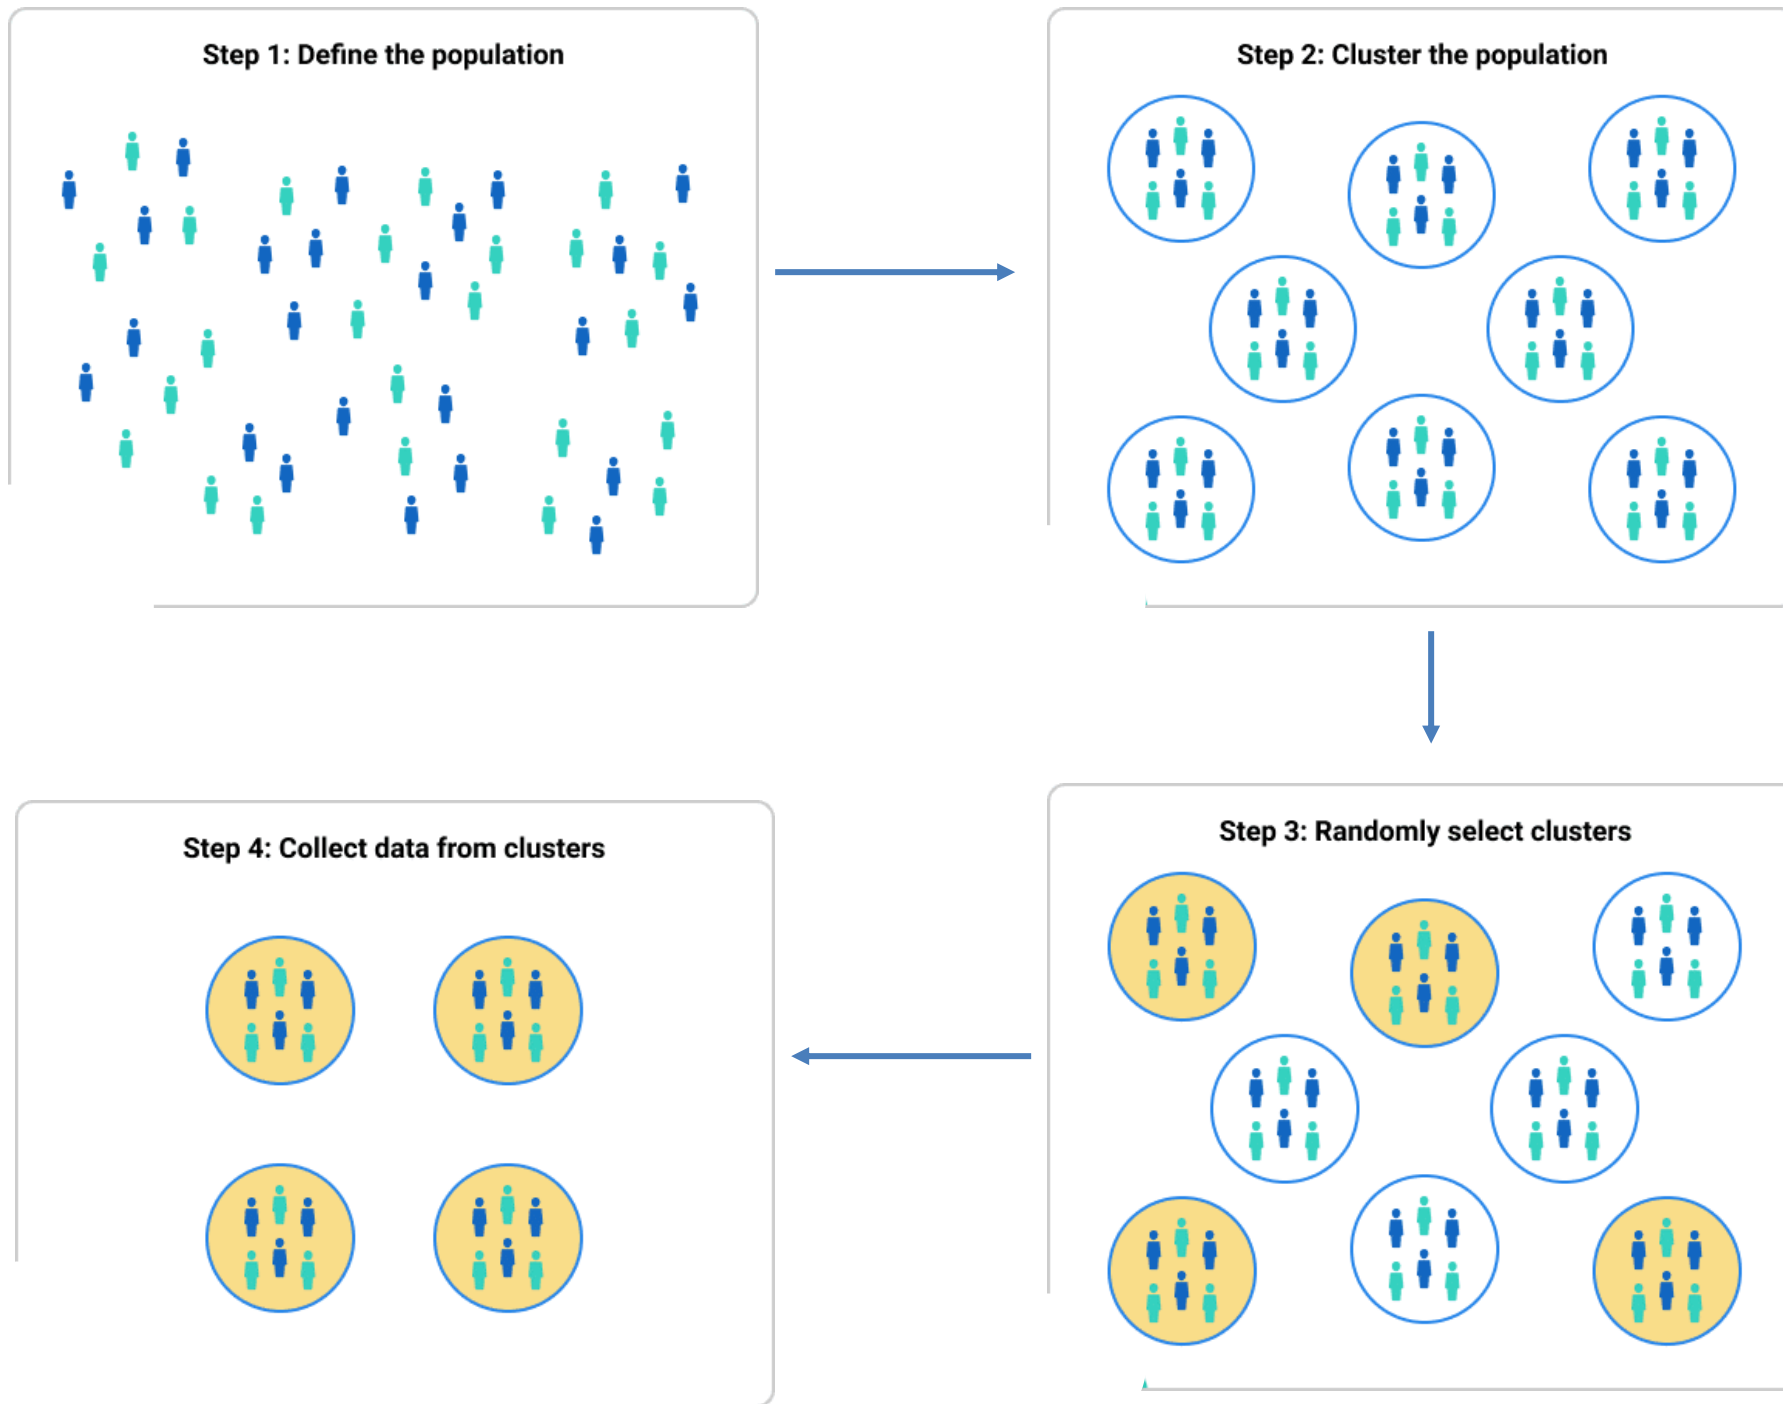 Step 1: Define the population
Step 2: Cluster the population
Step 3: Randomly select clusters
Step 4: Collect data from clusters